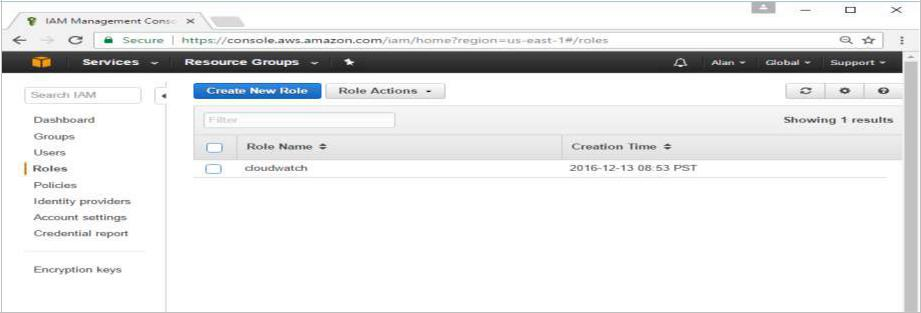 IAM Management Conso
Secure | https://console.aws.amazon.com/iam/home?region=us-east-1#/roles
Services Resource Groups Alan Global Support
Search IAM
Create New Role Role Actions
Dashboard
Filter
Showing 1 results
Groups
Users
Role Name Creation Time
Roles
cloudwatch 2016-12-13 08:53 PST
Policies
Identity providers
Account settings
Credential report
Encryption keys